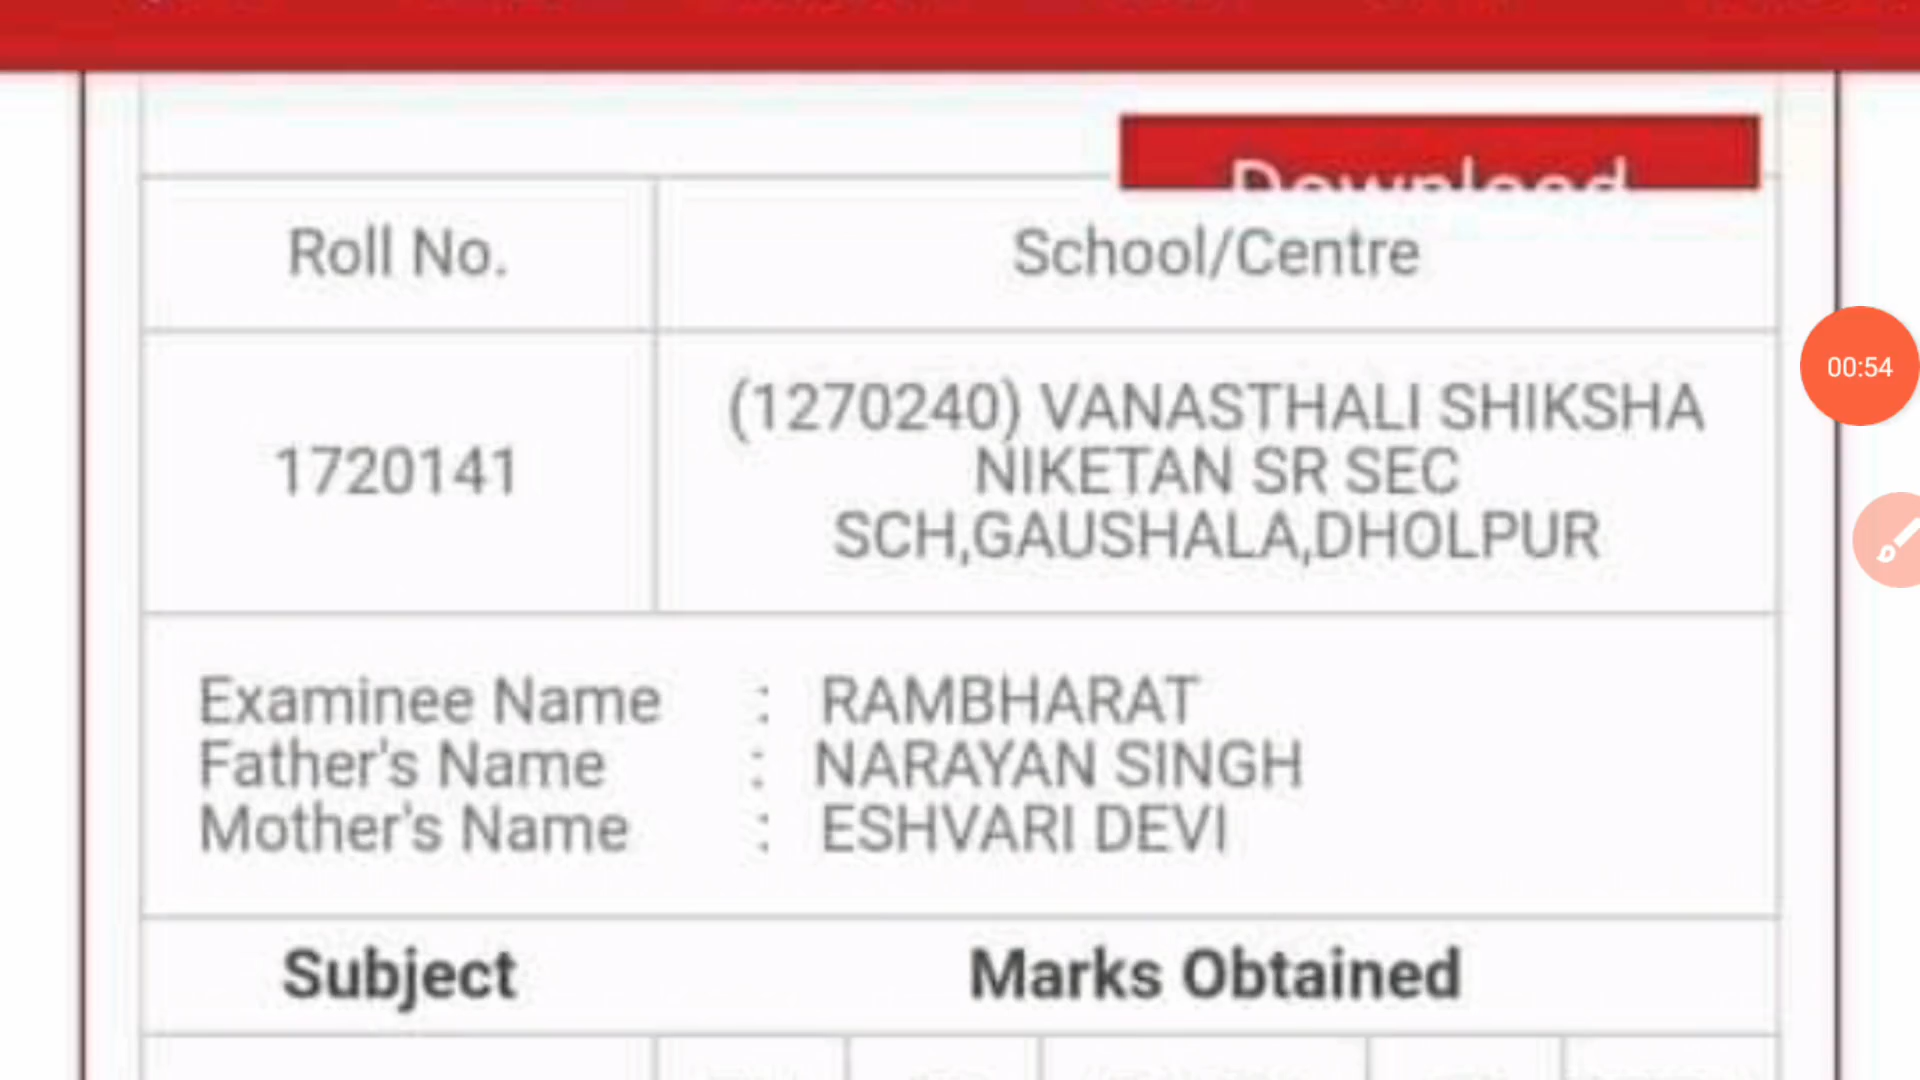 Download
Roll No. School/Centre
(1270240) VANASTHALI SHIKSHA
1720141 NIKETAN SR SEC
SCH,GAUSHALA,DHOLPUR
00:54
Examinee Name : RAMBHARAT
Father's Name : NARAYAN SINGH
Mother's Name : ESHVARI DEVI
Subject Marks Obtained